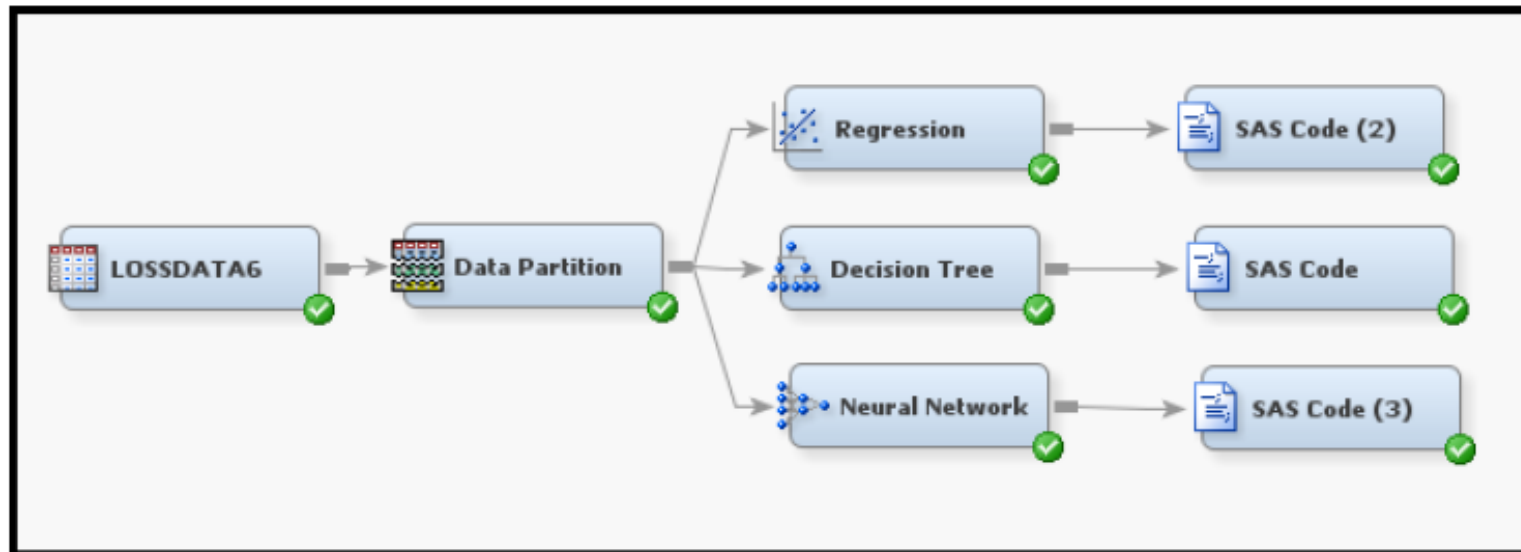 LOSSDATA6
Data Partition
Regression
SAS Code (2)
Decision Tree
SAS Code
Neural Network
SAS Code (3)